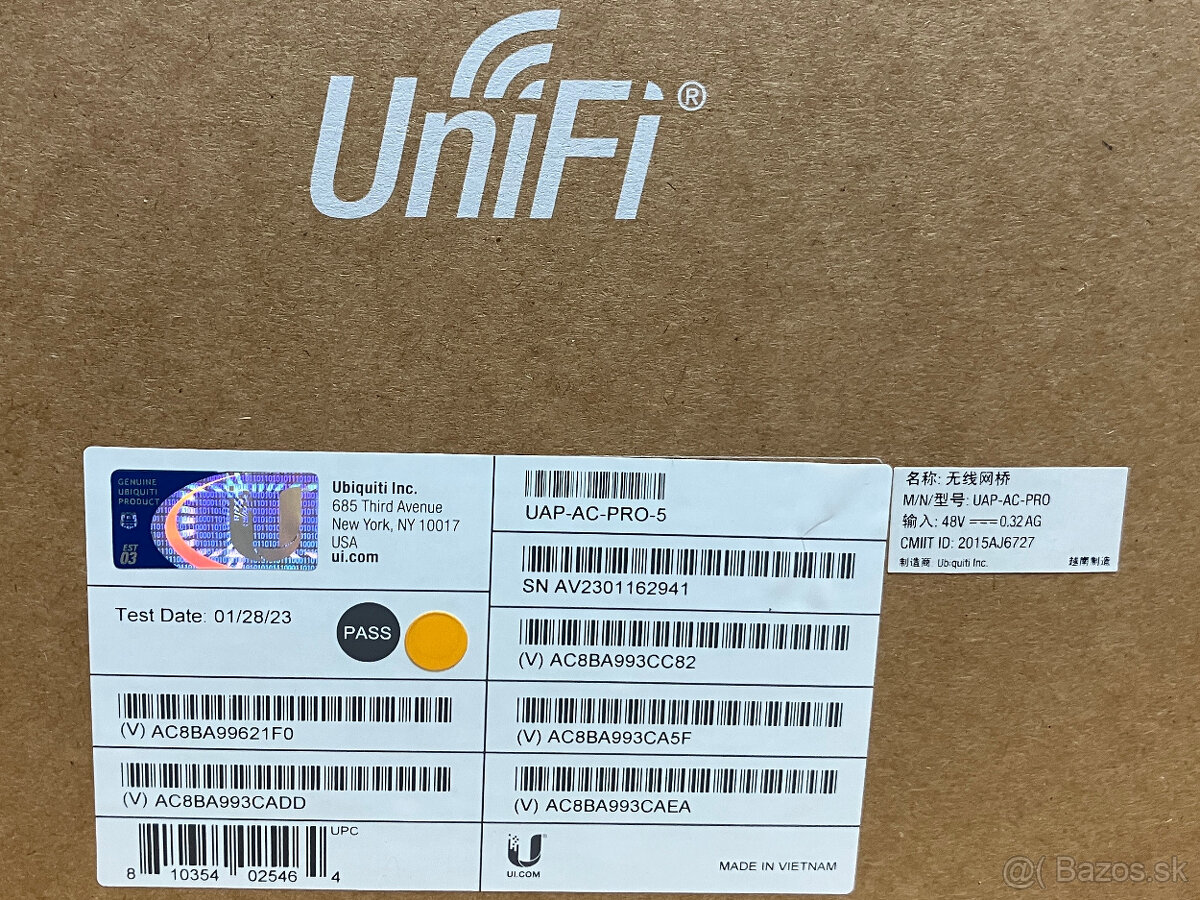 UniFi®
GENUINE
UBIQUITI
PRODUCT
EST
03
Ubiquiti Inc.
685 Third Avenue
New York, NY 10017
USA
ui.com
Test Date: 01/28/23
PASS
(V) AC8BA99621F0
(V) AC8BA993CADD
UPC
8 10354 02546 4
UAP-AC-PRO-5
SN AV2301162941
(V) AC8BA993CC82
(V) AC8BA993CA5F
(V) AC8BA993CAEA
UI.COM
MADE IN VIETNAM
名称: 无线网桥
M/N/型号: UAP-AC-PRO
输入: 48V ⎓ 0.32 AG
CMIIT ID: 2015AJ6727
制造商 Ubiquiti Inc. 越南制造
@( Bazos.sk